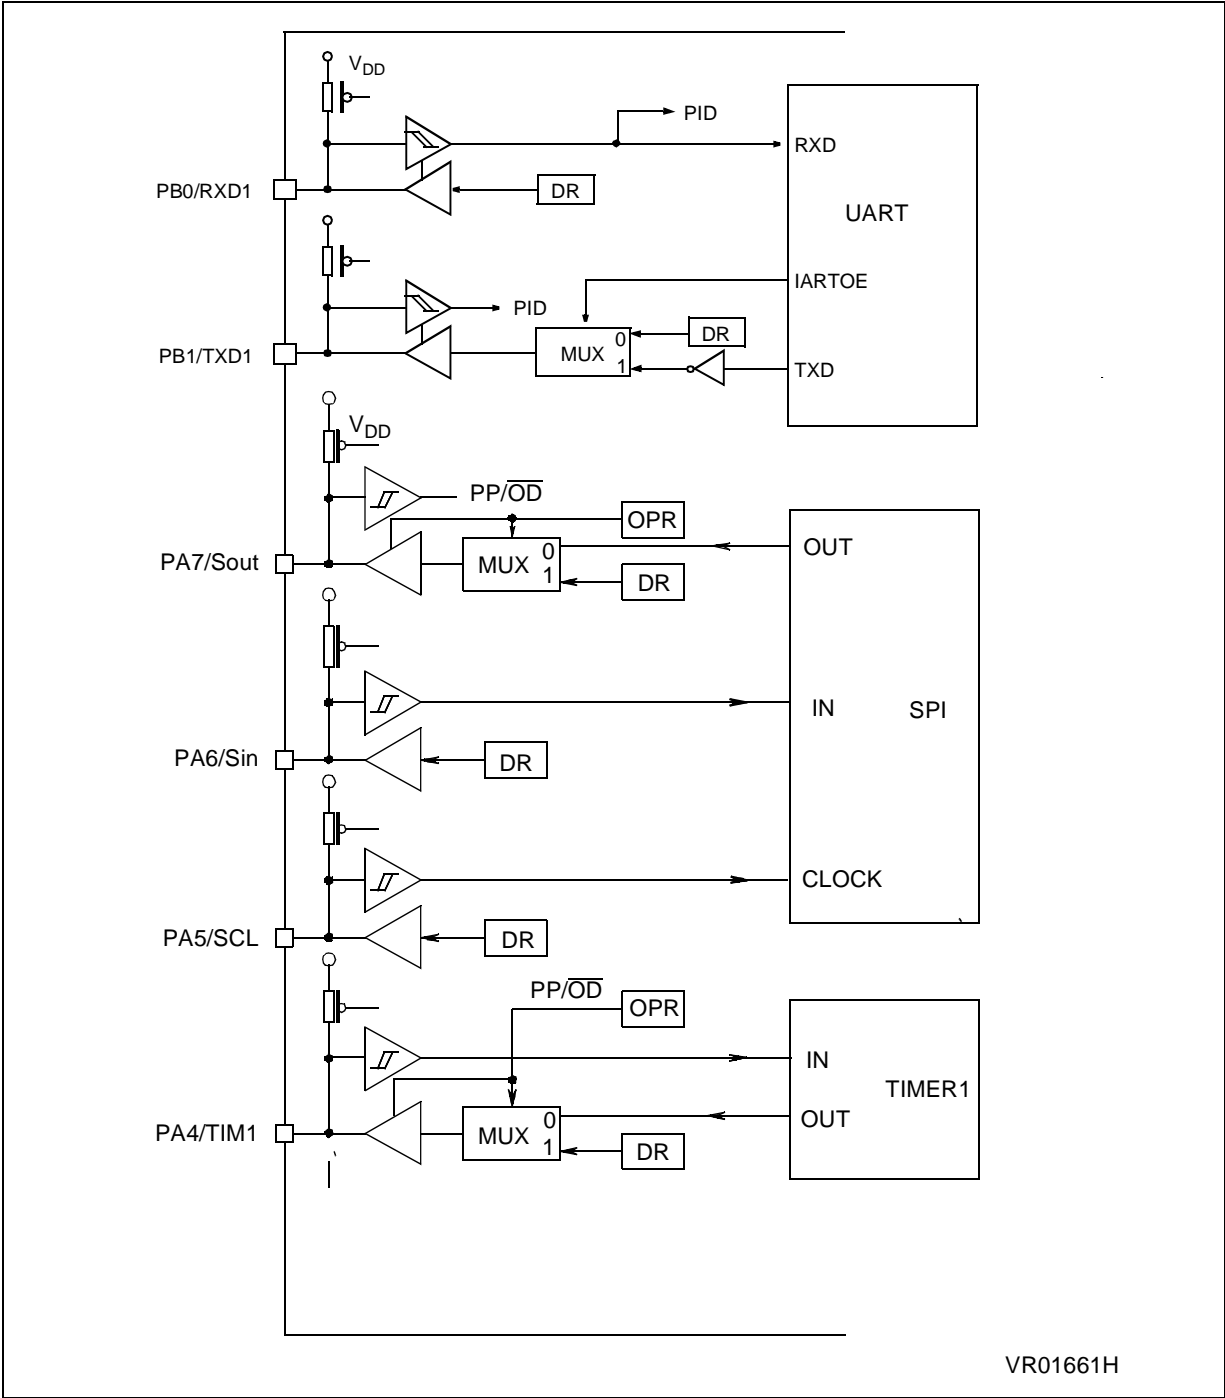 VDD
PID
RXD
PB0/RXD1
DR
UART
IARTOE
PID
DR
0
MUX
1
PB1/TXD1
TXD
VDD
PP/OD
OPR
OUT
PA7/Sout
MUX
0
1
DR
IN
SPI
PA6/Sin
DR
CLOCK
PA5/SCL
DR
PP/OD
OPR
IN
TIMER1
OUT
PA4/TIM1
MUX
0
1
DR
VR01661H